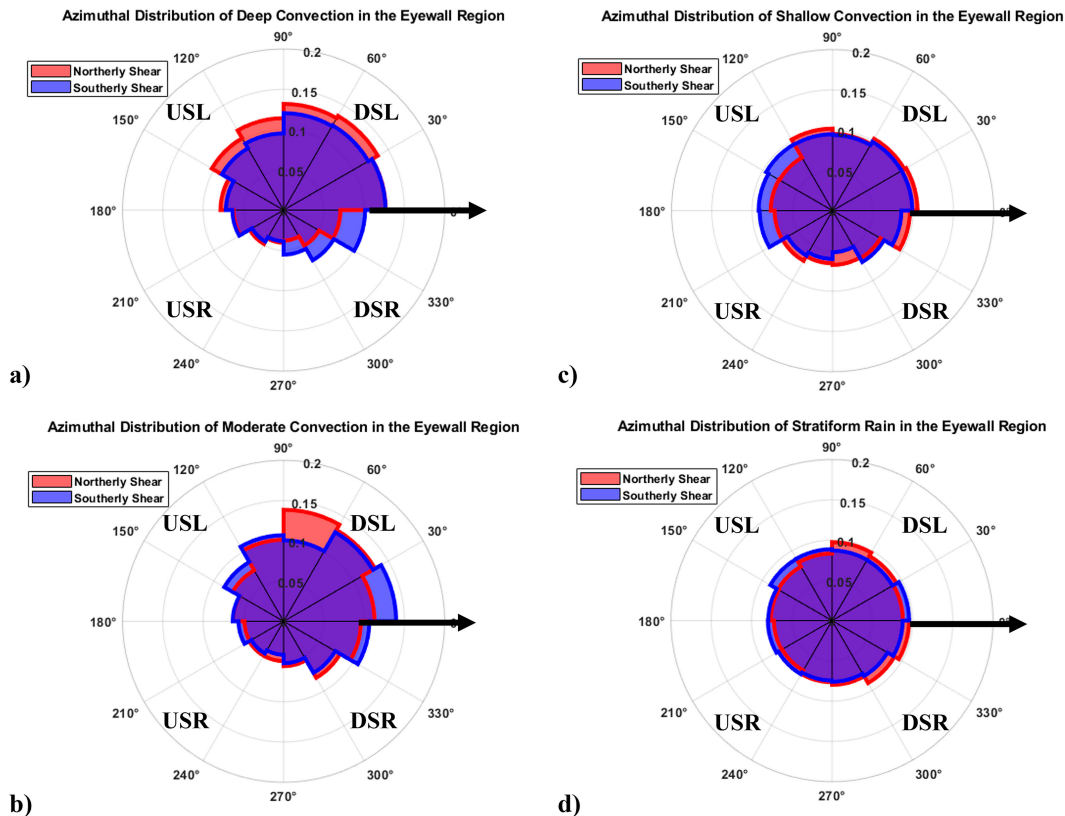 Azimuthal Distribution of Deep Convection in the Eyewall Region
90°
0.2
120°
60°
Northerly Shear
Southerly Shear
0.15
USL
DSL
150°
0.1
30°
0.05
180°
USR
DSR
210°
330°
240°
300°
270°
a)
Azimuthal Distribution of Shallow Convection in the Eyewall Region
90°
0.2
120°
60°
Northerly Shear
Southerly Shear
0.15
USL
DSL
150°
0.1
30°
0.05
180°
USR
DSR
210°
330°
240°
300°
270°
c)
Azimuthal Distribution of Moderate Convection in the Eyewall Region
90°
0.2
120°
60°
Northerly Shear
Southerly Shear
0.15
USL
DSL
150°
0.1
30°
0.05
180°
USR
DSR
210°
330°
240°
300°
270°
b)
Azimuthal Distribution of Stratiform Rain in the Eyewall Region
90°
0.2
120°
60°
Northerly Shear
Southerly Shear
0.15
USL
DSL
150°
0.1
30°
0.05
180°
USR
DSR
210°
330°
240°
300°
270°
d)